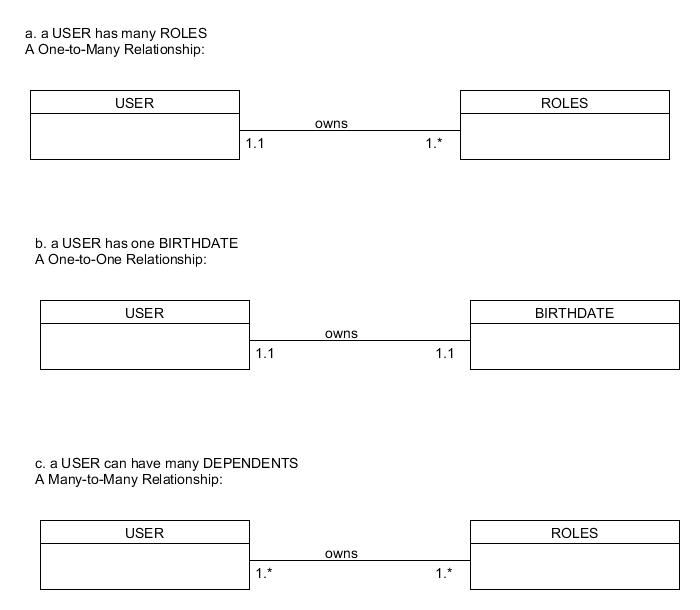 a. a USER has many ROLES
A One-to-Many Relationship:
USER
ROLES
owns
1.1
1.*
b. a USER has one BIRTHDATE
A One-to-One Relationship:
USER
BIRTHDATE
owns
1.1
1.1
c. a USER can have many DEPENDENTS
A Many-to-Many Relationship:
USER
ROLES
owns
1.*
1.*